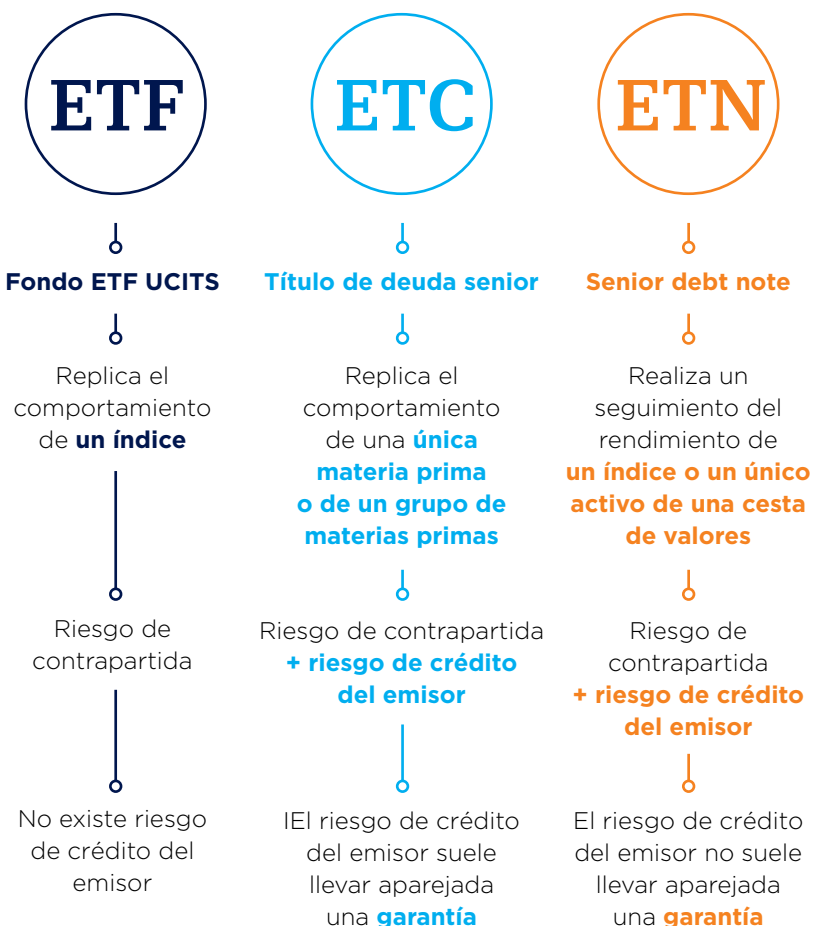 ETF
Fondo ETF UCITS
Replica el
comportamiento
de un índice
Riesgo de
contrapartida
No existe riesgo
de crédito del
emisor
ETC
Título de deuda senior
Replica el
comportamiento
de una única
materia prima
o de un grupo de
materias primas
Riesgo de contrapartida
+ riesgo de crédito
del emisor
IEl riesgo de crédito
del emisor suele
llevar aparejada
una garantía
ETN
Senior debt note
Realiza un
seguimiento del
rendimiento de
un índice o un único
activo de una cesta
de valores
Riesgo de
contrapartida
+ riesgo de crédito
del emisor
El riesgo de crédito
del emisor no suele
llevar aparejada
una garantía